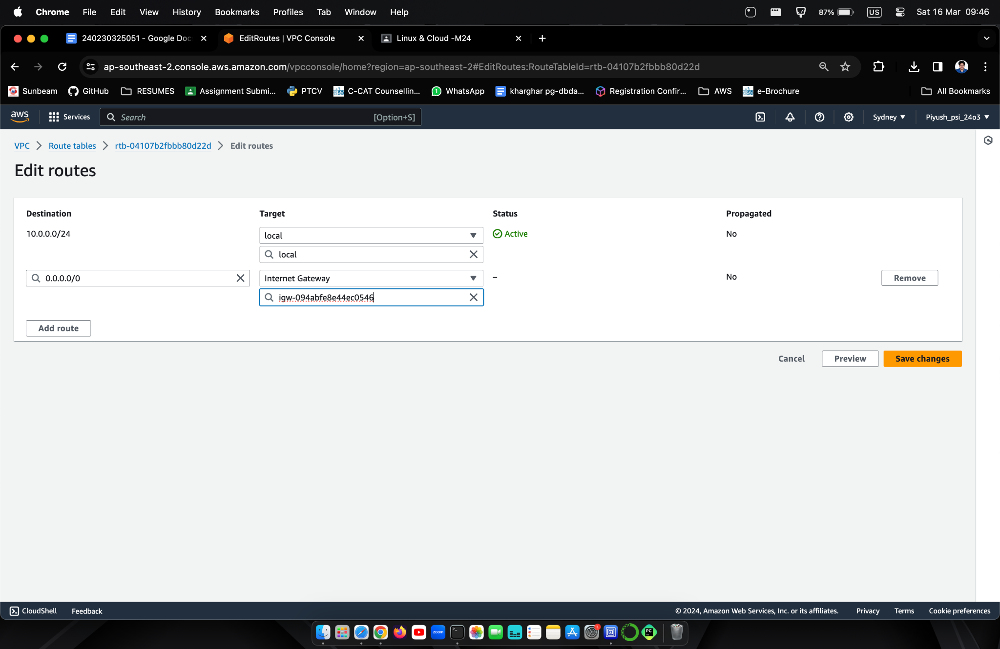 Chrome File Edit View History Bookmarks Profiles Tab Window Help 87% US Sat 16 Mar 09:46
240230325051 - Google Doc EditRoutes | VPC Console Linux & Cloud -M24
ap-southeast-2.console.aws.amazon.com/vpcconsole/home?region=ap-southeast-2#EditRoutes:RouteTableId=rtb-04107b2fbbb80d22d
Sunbeam GitHub RESUMES Assignment Submi... PTCV C-CAT Counsellin... 1 WhatsApp kharghar pg-dbda... Registration Confir... AWS e-Brochure All Bookmarks
aws Services Search [Option+S] Sydney Piyush_psi_24o3
VPC Route tables rtb-04107b2fbbb80d22d Edit routes
Edit routes
Destination Target Status Propagated
10.0.0.0/24 local Active No
local
0.0.0.0/0 Internet Gateway – No Remove
igw-094abfe8e44ec0546
Add route
Cancel Preview Save changes
CloudShell Feedback © 2024, Amazon Web Services, Inc. or its affiliates. Privacy Terms Cookie preferences
zoom 1 PC